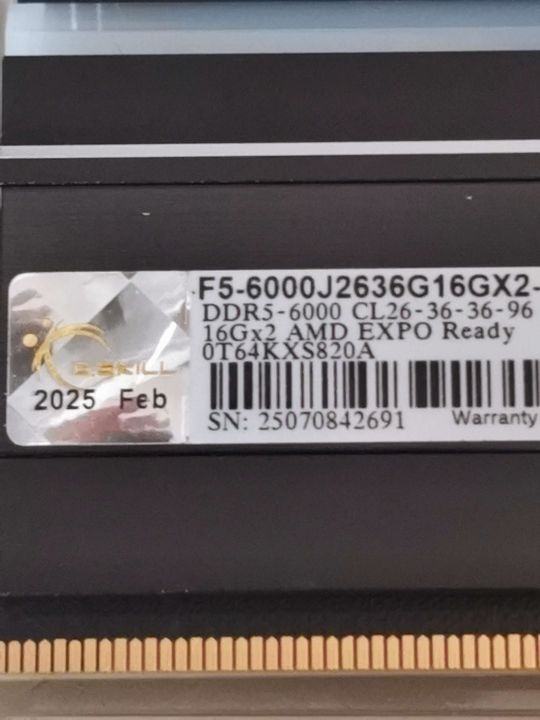 F5-6000J2636G16GX2-
DDR5-6000 CL26-36-36-96
16Gx2 AMD EXPO Ready
0T64KXS820A
G.SKILL
2025 Feb
SN: 25070842691
Warranty